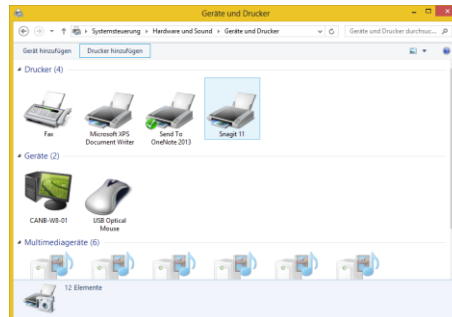 Geräte und Drucker
Systemsteuerung ▸ Hardware und Sound ▸ Geräte und Drucker
Geräte und Drucker durchsuc...
Gerät hinzufügen
Drucker hinzufügen
Drucker (4)
Fax
Microsoft XPS
Document Writer
Send To
OneNote 2013
Snagit 11
Geräte (2)
CANB-W8-01
USB Optical
Mouse
Multimediageräte (6)
12 Elemente